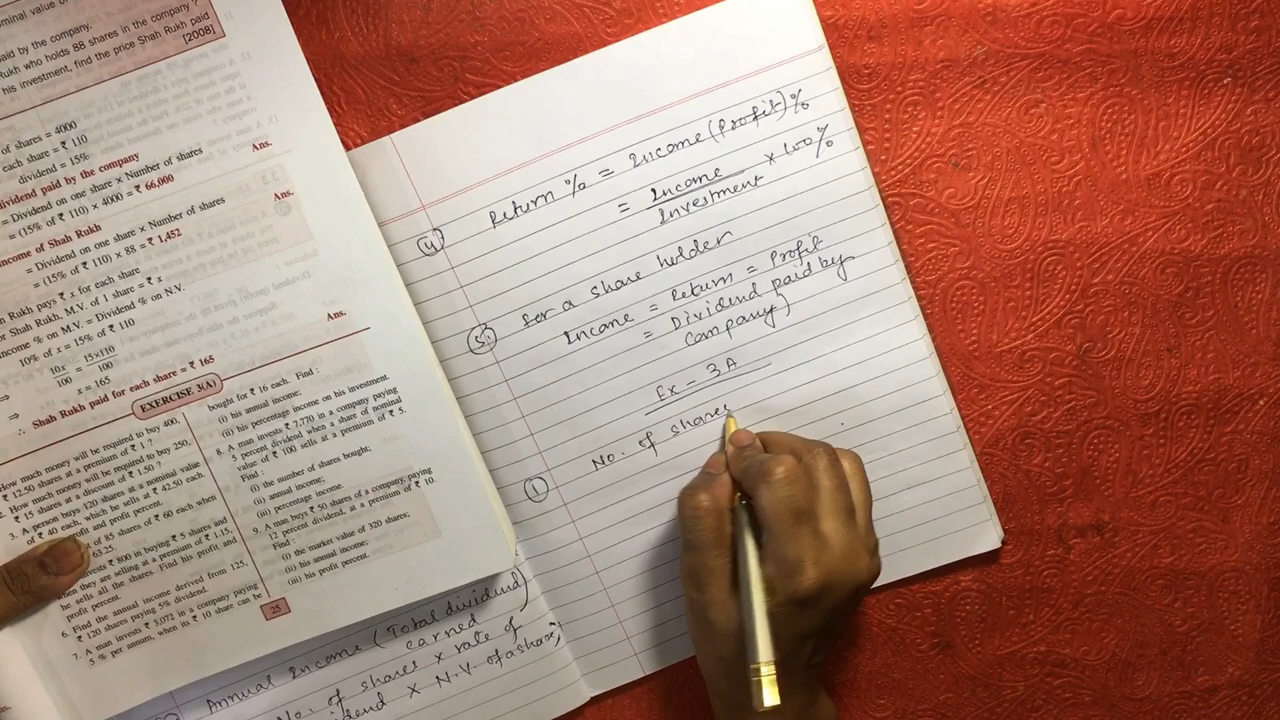 ominal value of
aid by the company.
Rukh who holds 88 shares in the company ?
his investment, find the price Shah Rukh paid
[2008]
of shares = 4000
each share = ₹ 110
dividend = 15%
dividend paid by the company
= Dividend on one share × Number of shares
= (15% of ₹ 110) × 4000 = ₹ 66,000
Ans.
income of Shah Rukh
= Dividend on one share × Number of shares
= (15% of ₹ 110) × 88 = ₹ 1,452
Ans.
Rukh pays ₹ x for each share
or Shah Rukh, M.V. of 1 share = ₹ x
income % on M.V. = Dividend % on N.V.
10% of x = 15% of ₹ 110
⇒ 10x/100 = 15×110/100
⇒ x = 165
∴ Shah Rukh paid for each share = ₹ 165
Ans.
EXERCISE 3(A)
How much money will be required to buy 400,
₹ 12.50 shares at a premium of ₹ 1 ?
2. How much money will be required to buy 250,
₹ 15 shares at a discount of ₹ 1.50 ?
3. A person buys 120 shares at a nominal value
of ₹ 40 each, which he sells at ₹ 42.50 each.
profit and profit percent.
of 85 shares of ₹ 60 each when
63.25.
invests ₹ 800 in buying ₹ 5 shares and
when they are selling at a premium of ₹ 1.15,
he sells all the shares. Find his profit and
profit percent.
6. Find the annual income derived from 125,
₹ 120 shares paying 5% dividend.
7. A man invests ₹ 3,072 in a company paying
5% per annum, when its ₹ 10 share can be
bought for ₹ 16 each. Find :
(i) his annual income;
(ii) his percentage income on his investment.
8. A man invests ₹ 7,770 in a company paying
5 percent dividend when a share of nominal
value of ₹ 100 sells at a premium of ₹ 5.
Find :
(i) the number of shares bought;
(ii) annual income;
(iii) percentage income.
9. A man buys ₹ 50 shares of a company, paying
12 percent dividend, at a premium of ₹ 10.
Find :
(i) the market value of 320 shares;
(ii) his annual income;
(iii) his profit percent.
25
(4) Return % = Income (Profit) %
= Income/Investment × 100%
(5) for a share holder
Income = Return = Profit
= Dividend paid by
Company)
Ex - 3A
(1) No. of shares
Annual Income (Total dividend)
earned
No. of shares × rate of
dend × N.V. of a share,